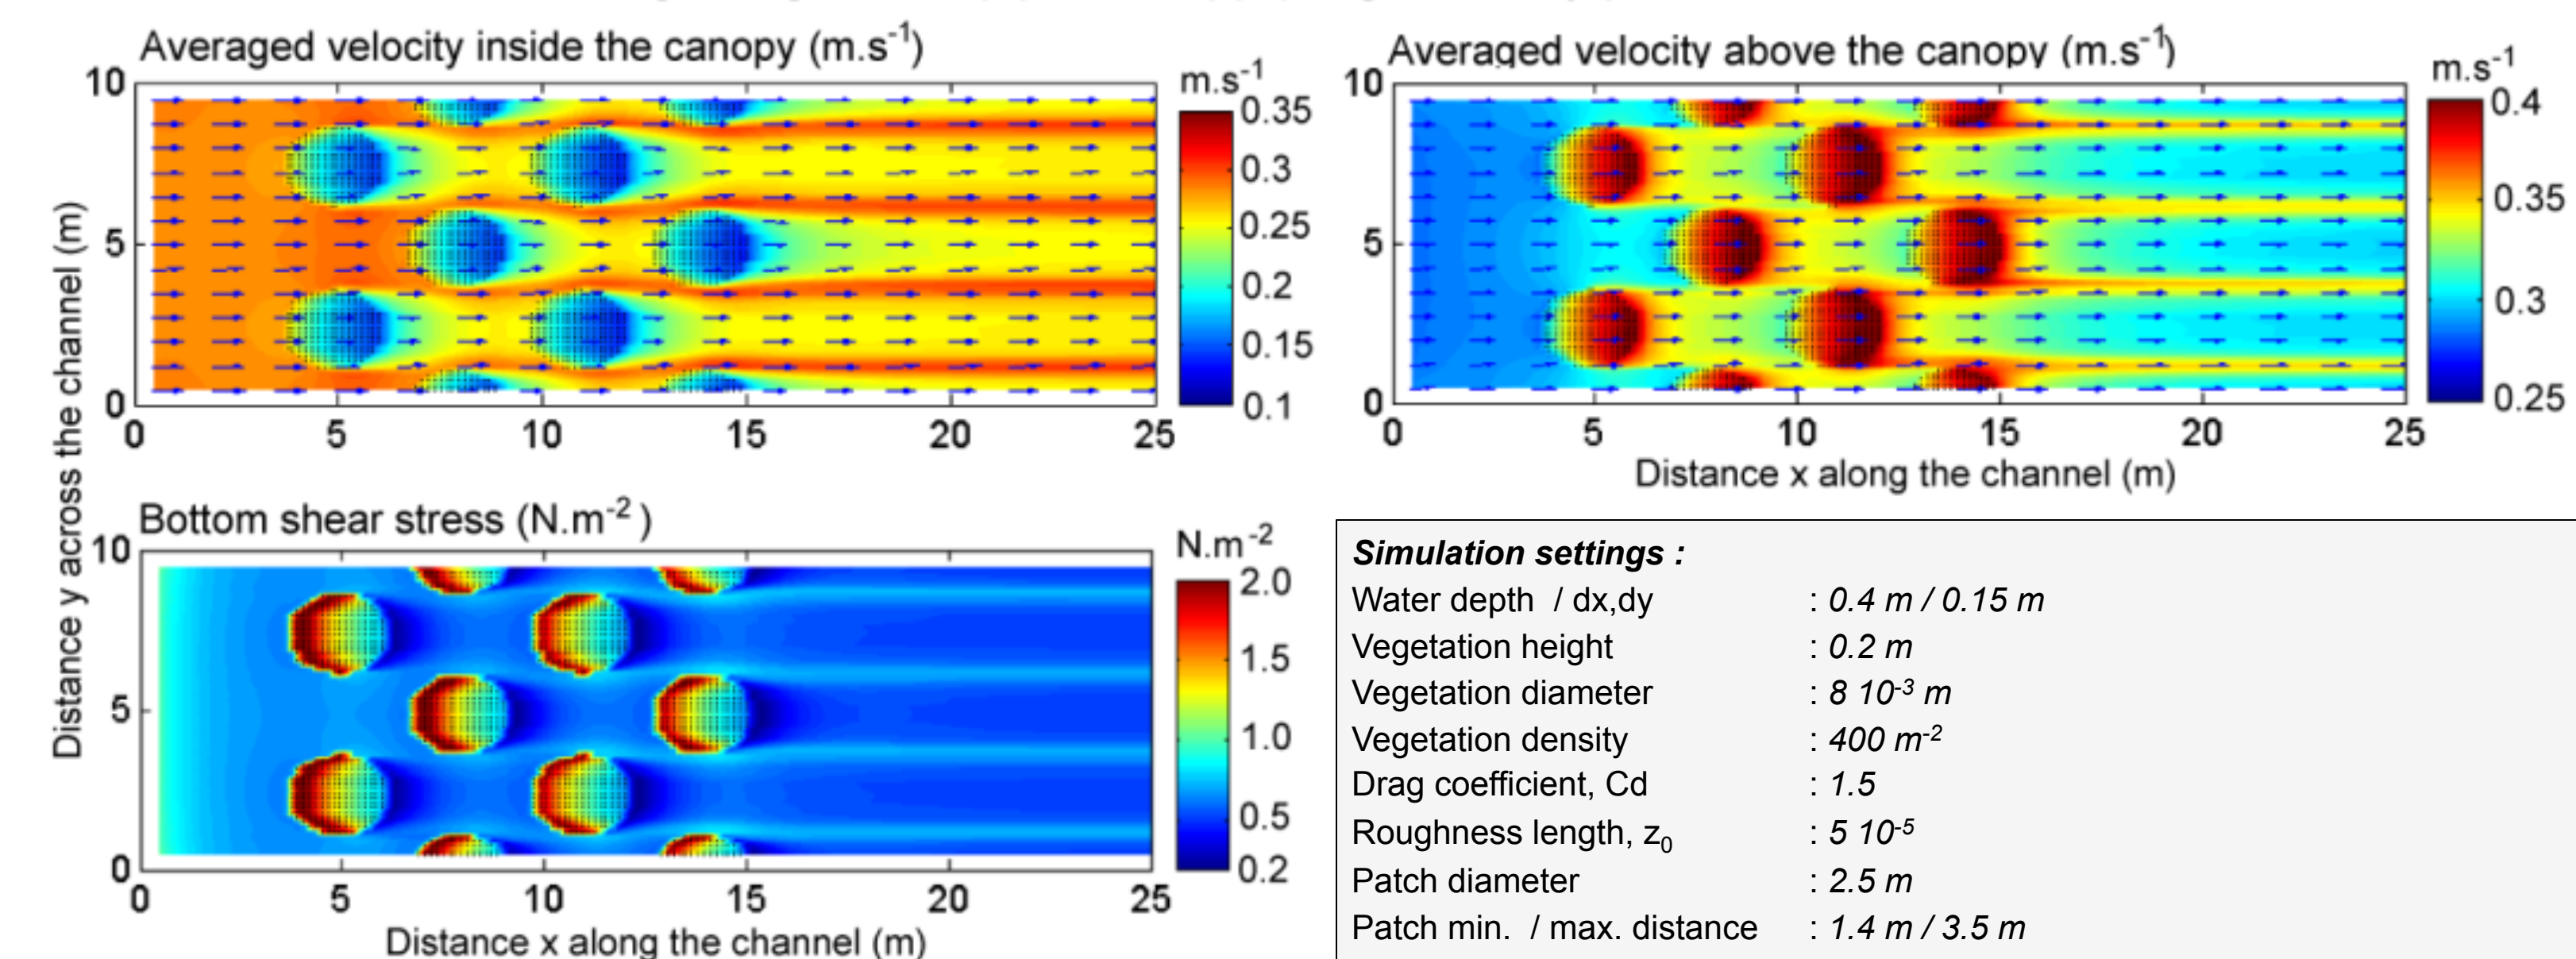 Averaged velocity inside the canopy (m.s-1)
m.s-1
10
5
0
0 5 10 15 20 25
0.35
0.3
0.25
0.2
0.15
0.1
Averaged velocity above the canopy (m.s-1)
m.s-1
10
5
0
0 5 10 15 20 25
Distance x along the channel (m)
0.4
0.35
0.3
0.25
Distance y across the channel (m)
Bottom shear stress (N.m-2 )
N.m-2
10
5
0
0 5 10 15 20 25
Distance x along the channel (m)
2.0
1.5
1.0
0.5
0.2
Simulation settings :
Water depth / dx,dy : 0.4 m / 0.15 m
Vegetation height : 0.2 m
Vegetation diameter : 8 10-3 m
Vegetation density : 400 m-2
Drag coefficient, Cd : 1.5
Roughness length, z0 : 5 10-5
Patch diameter : 2.5 m
Patch min. / max. distance : 1.4 m / 3.5 m